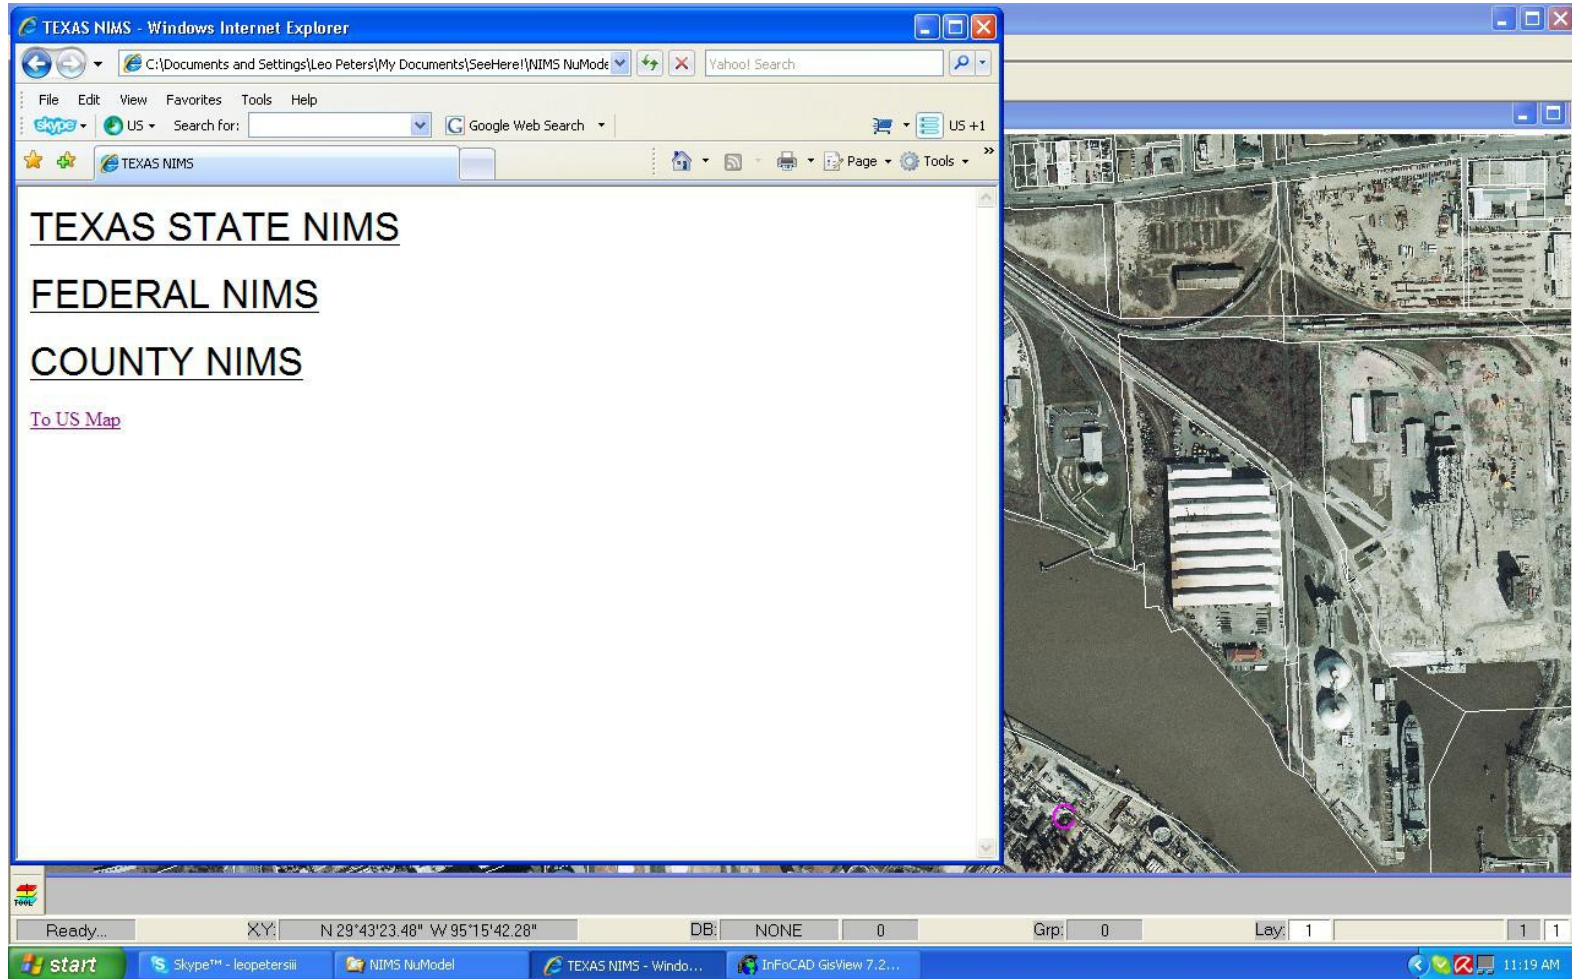 TEXAS NIMS - Windows Internet Explorer
C:\Documents and Settings\Leo Peters\My Documents\SeeHere!\NIMS NuMode
Yahoo! Search
File Edit View Favorites Tools Help
skype US Search for: Google Web Search US +1
TEXAS NIMS Page Tools »
TEXAS STATE NIMS
FEDERAL NIMS
COUNTY NIMS
To US Map
C
TOOL
Ready... X,Y: N 29°43'23.48" W 95°15'42.28" DB: NONE 0 Grp: 0 Lay: 1 1 1
start Skype™ - leopetersiii NIMS NuModel TEXAS NIMS - Windo... InFoCAD GisView 7.2... 11:19 AM